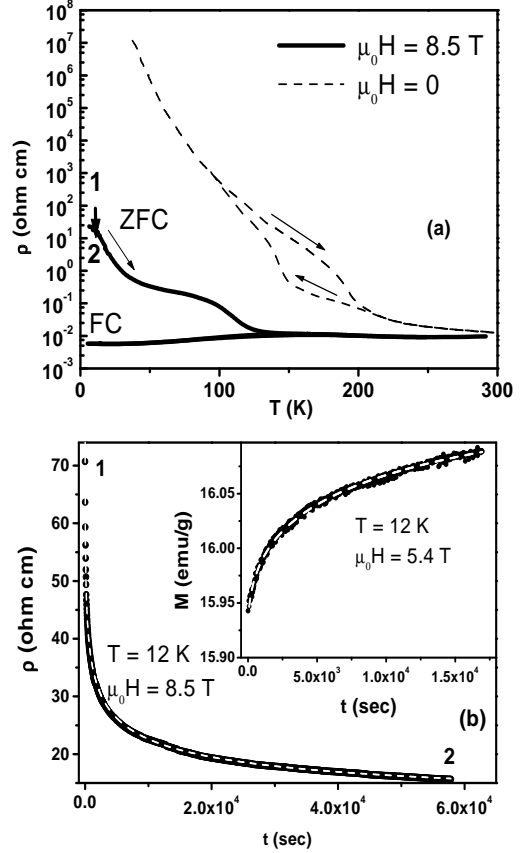 10^8
10^7
10^6
10^5
10^4
10^3
10^2
10^1
10^0
10^-1
10^-2
10^-3
ρ (ohm cm)
μ₀H = 8.5 T
μ₀H = 0
1
ZFC
2
(a)
FC
0
100
200
300
T (K)
70
60
50
40
30
20
ρ (ohm cm)
1
T = 12 K
μ₀H = 8.5 T
16.05
16.00
15.95
15.90
M (emu/g)
T = 12 K
μ₀H = 5.4 T
0.0
5.0x10^3
1.0x10^4
1.5x10^4
t (sec)
(b)
2
0.0
2.0x10^4
4.0x10^4
6.0x10^4
t (sec)